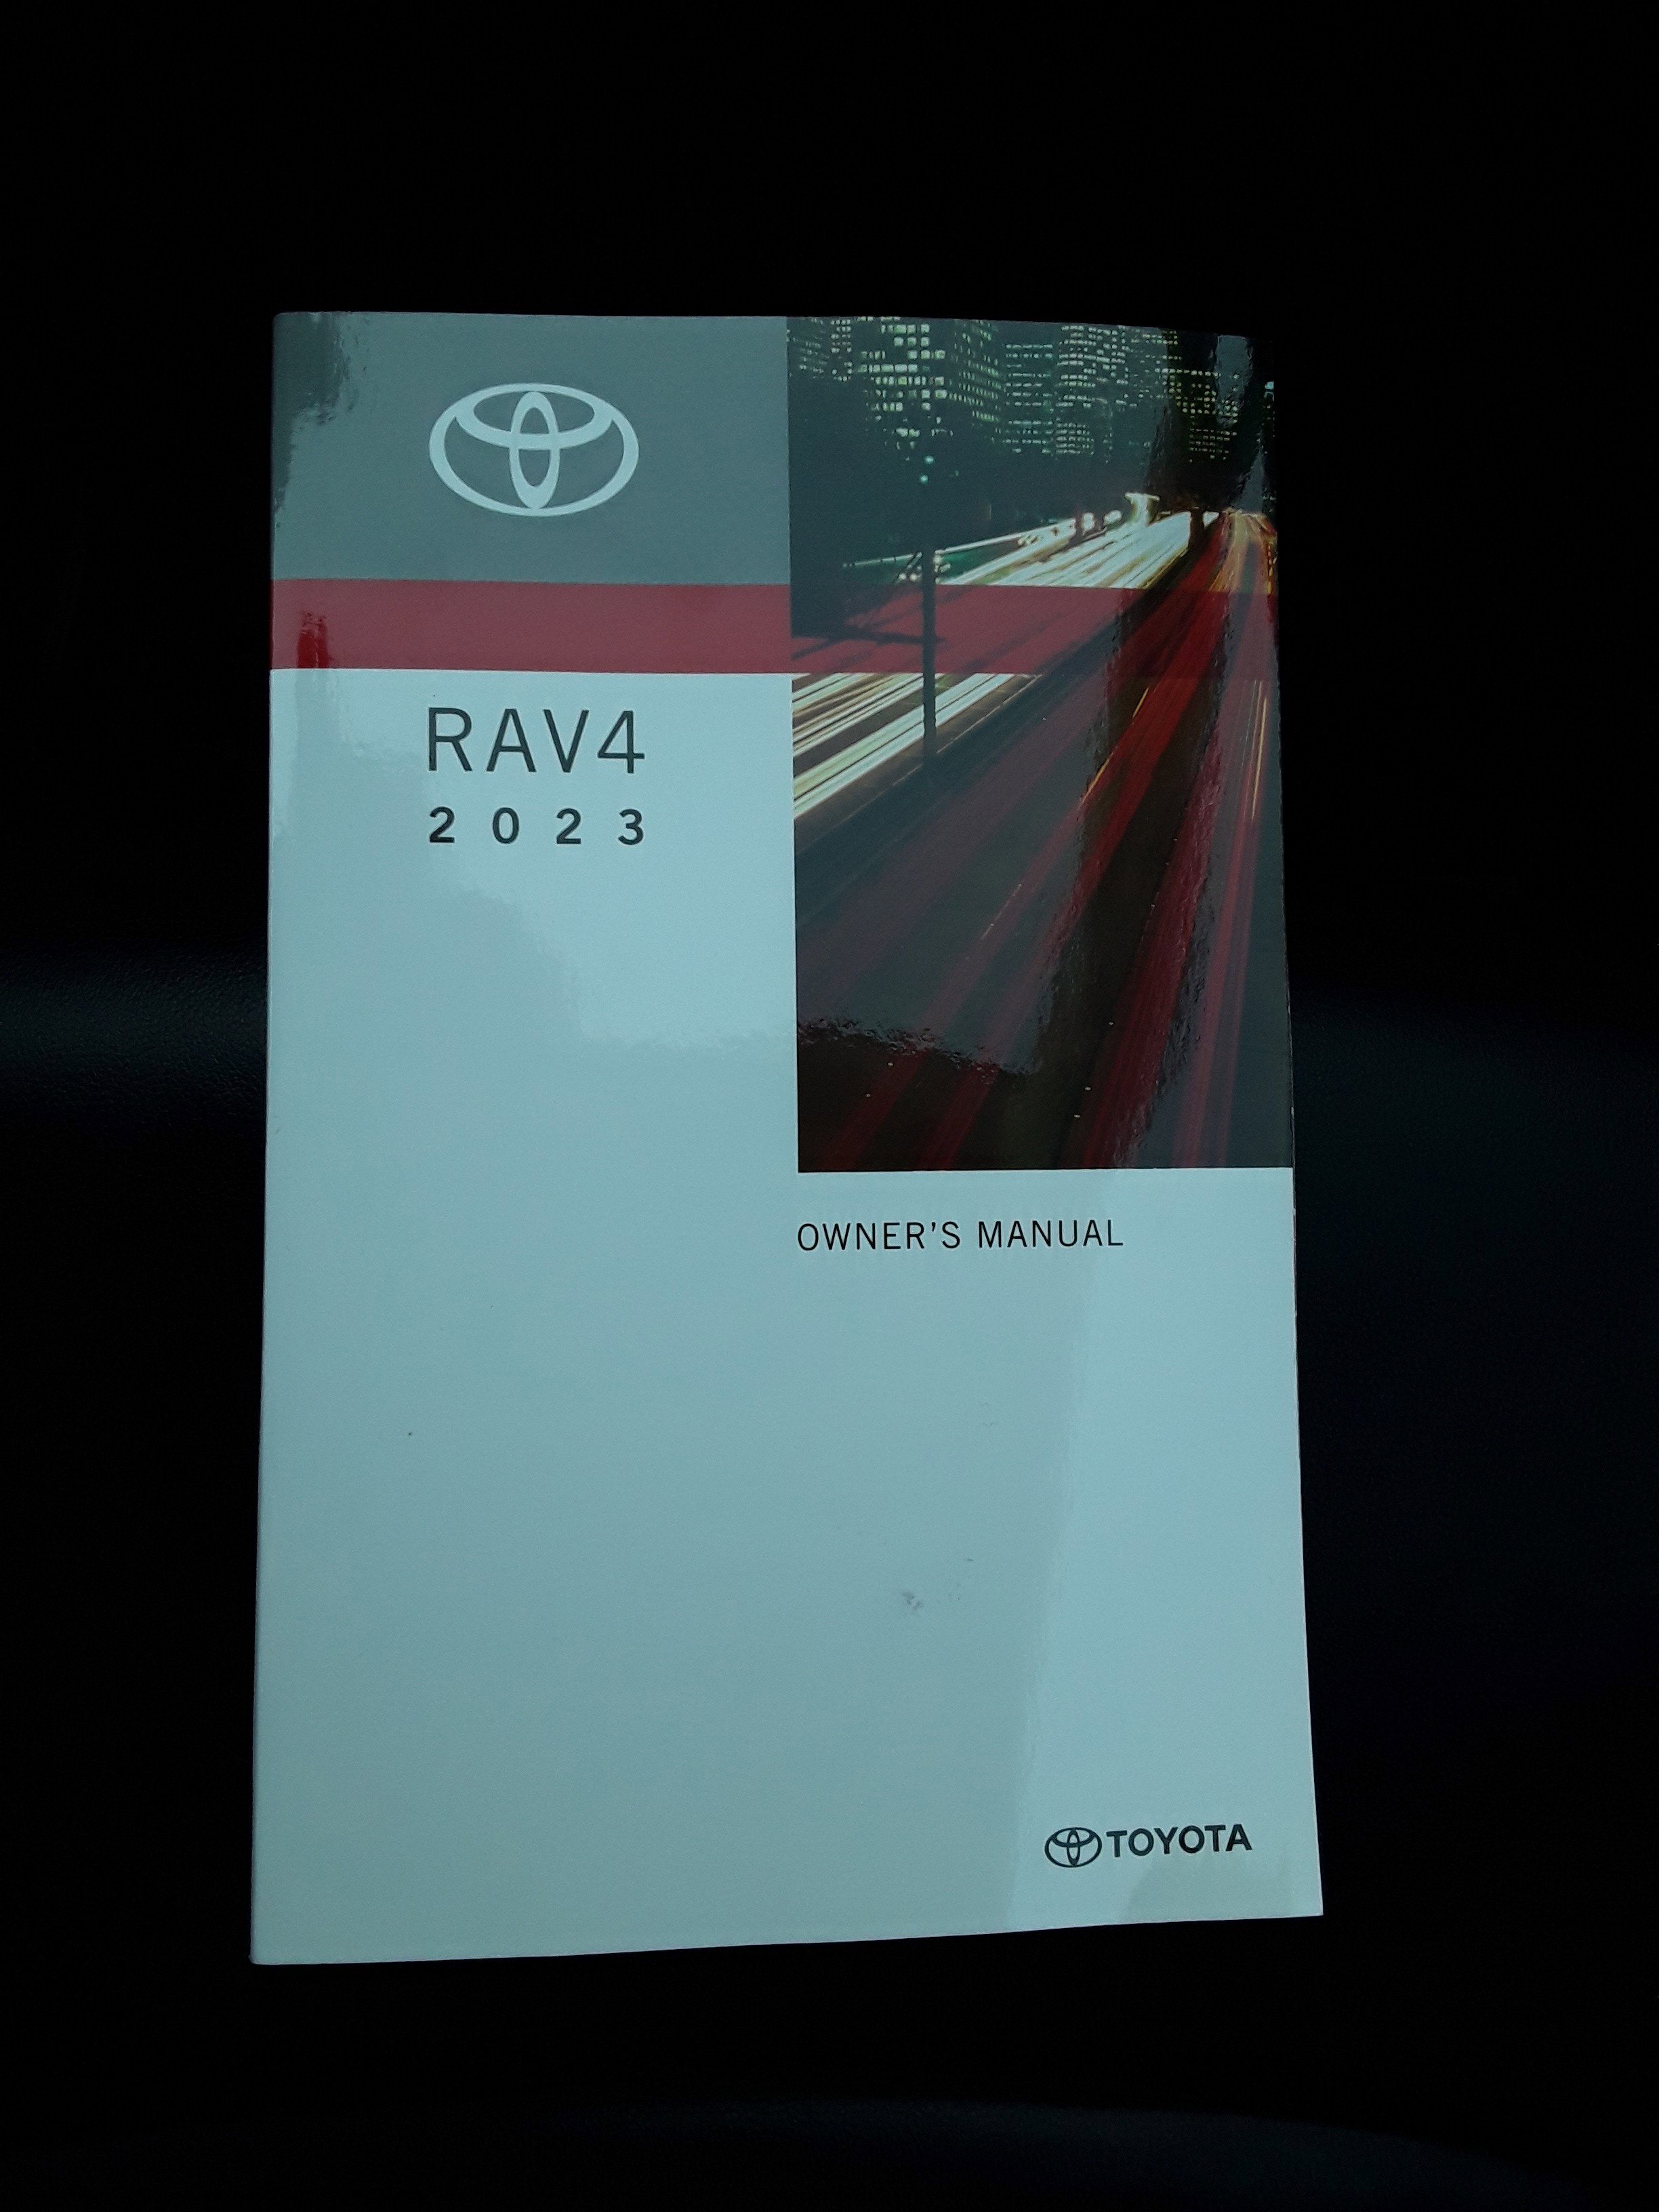 RAV4
2023
OWNER'S MANUAL
TOYOTA